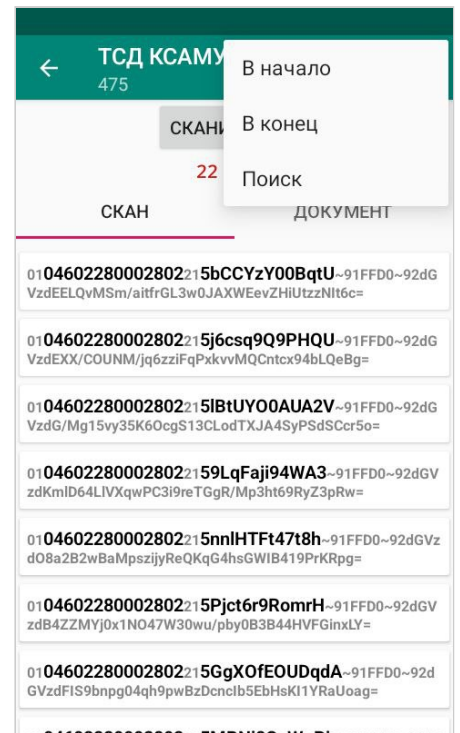 ТСД КСАМУ
475
В начало
В конец
Поиск
СКАНИ
22
СКАН
ДОКУМЕНТ
0104602280002802215bCCYzY00BqtU~91FFD0~92dG
VzdEELQvMSm/aitfrGL3w0JAXWEevZHiUtzzNIt6c=
0104602280002802215j6csq9Q9PHQU~91FFD0~92dG
VzdEXX/COUNM/jq6zziFqPxkvvMQCntcx94bLQeBg=
0104602280002802215lBtUYO0AUA2V~91FFD0~92dG
VzdG/Mg15vy35K6OcgS13CLodTXJA4SyPSdSCcr5o=
01046022800028022159LqFaji94WA3~91FFD0~92dGV
zdKmlD64LlVXqwPC3i9reTGgR/Mp3ht69RyZ3pRw=
0104602280002802215nnlHTFt47t8h~91FFD0~92dGVz
dO8a2B2wBaMpszijyReQKqG4hsGWIB419PrKRpg=
0104602280002802215Pjct6r9RomrH~91FFD0~92dGV
zdB4ZZMYj0x1NO47W30wu/pby0B3B44HVFGinxLY=
0104602280002802215GgXOfEOUDqdA~91FFD0~92d
GVzdFIS9bnpg04qh9pwBzDcncIb5EbHsKI1YRaUoag=